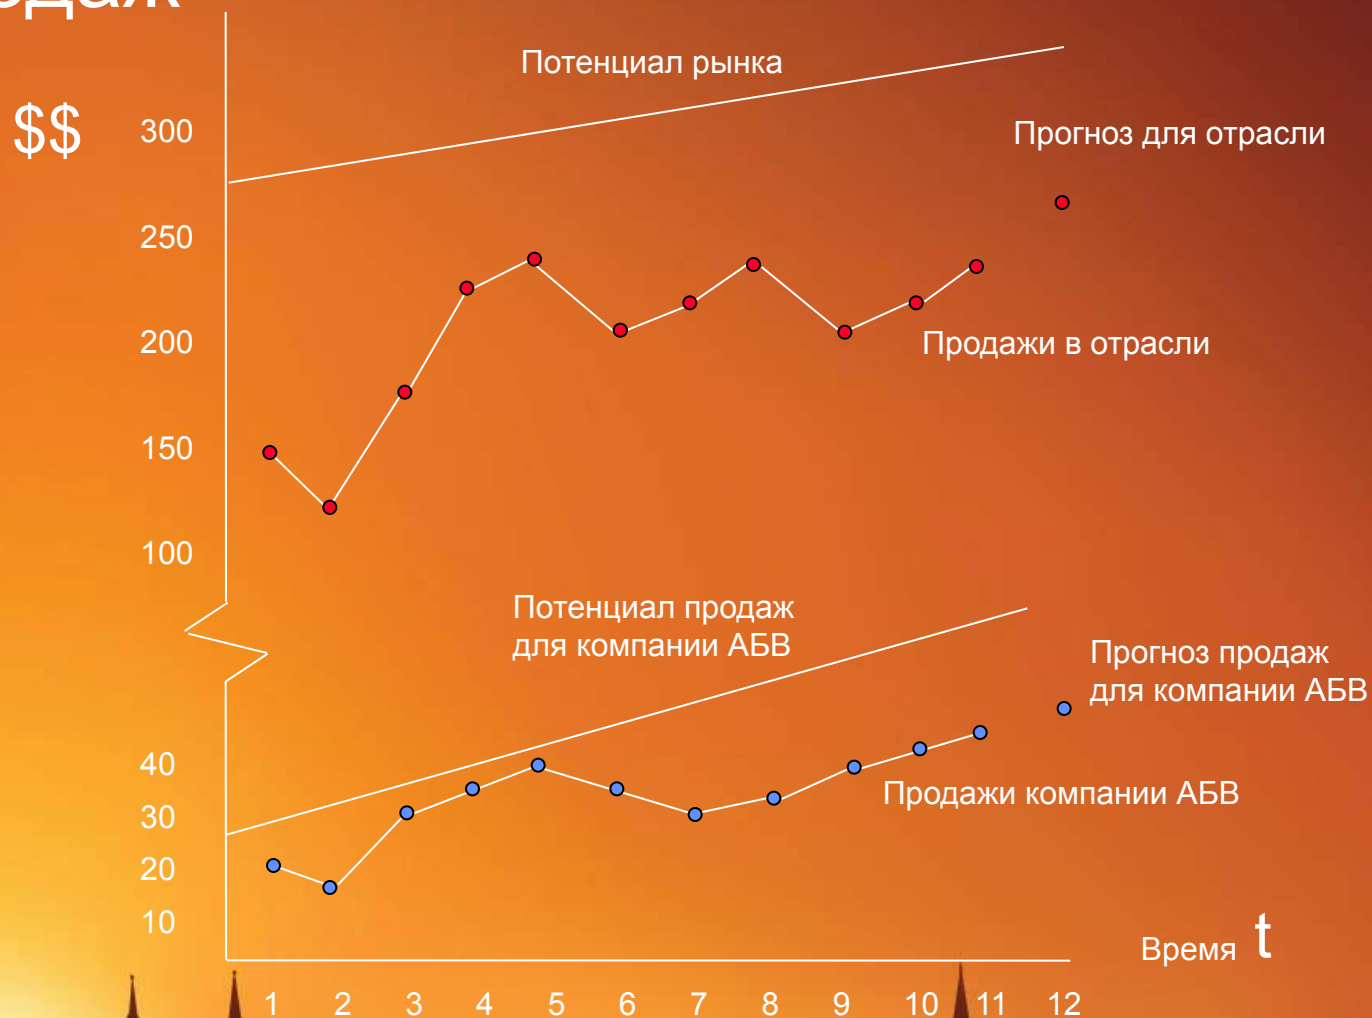 Потенциал рынка
$$
300
Прогноз для отрасли
250
200
Продажи в отрасли
150
100
Потенциал продаж
для компании АБВ
Прогноз продаж
для компании АБВ
40
30
Продажи компании АБВ
20
10
Время t
1 2 3 4 5 6 7 8 9 10 11 12